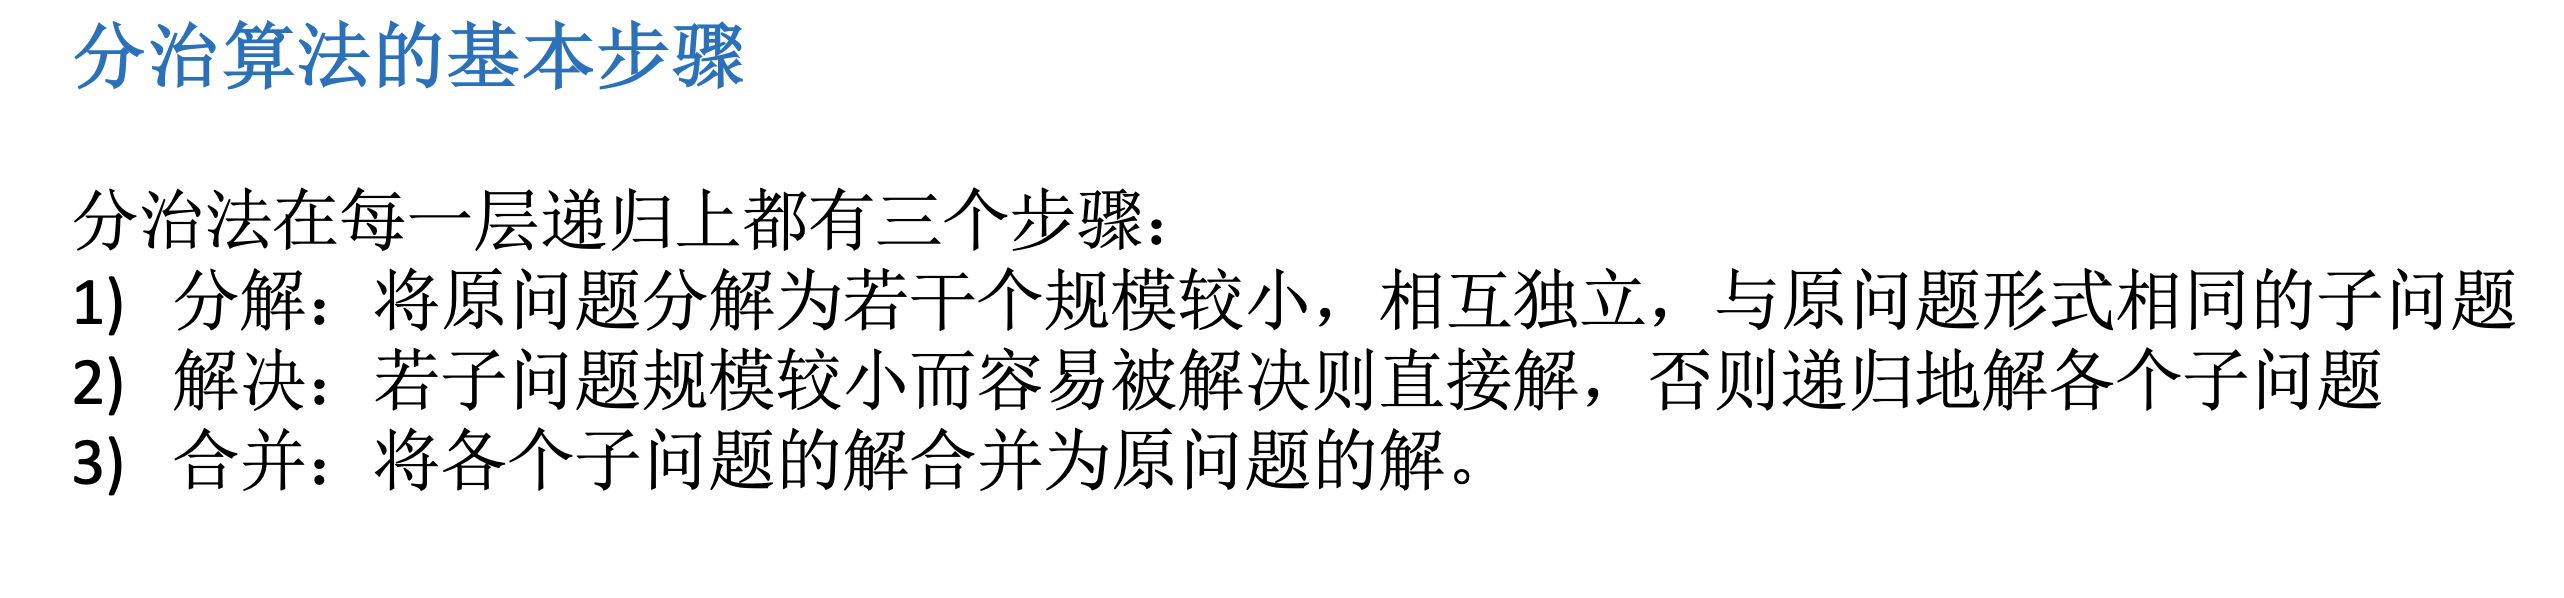 分治算法的基本步骤
分治法在每一层递归上都有三个步骤：
1) 分解：将原问题分解为若干个规模较小，相互独立，与原问题形式相同的子问题
2) 解决：若子问题规模较小而容易被解决则直接解，否则递归地解各个子问题
3) 合并：将各个子问题的解合并为原问题的解。